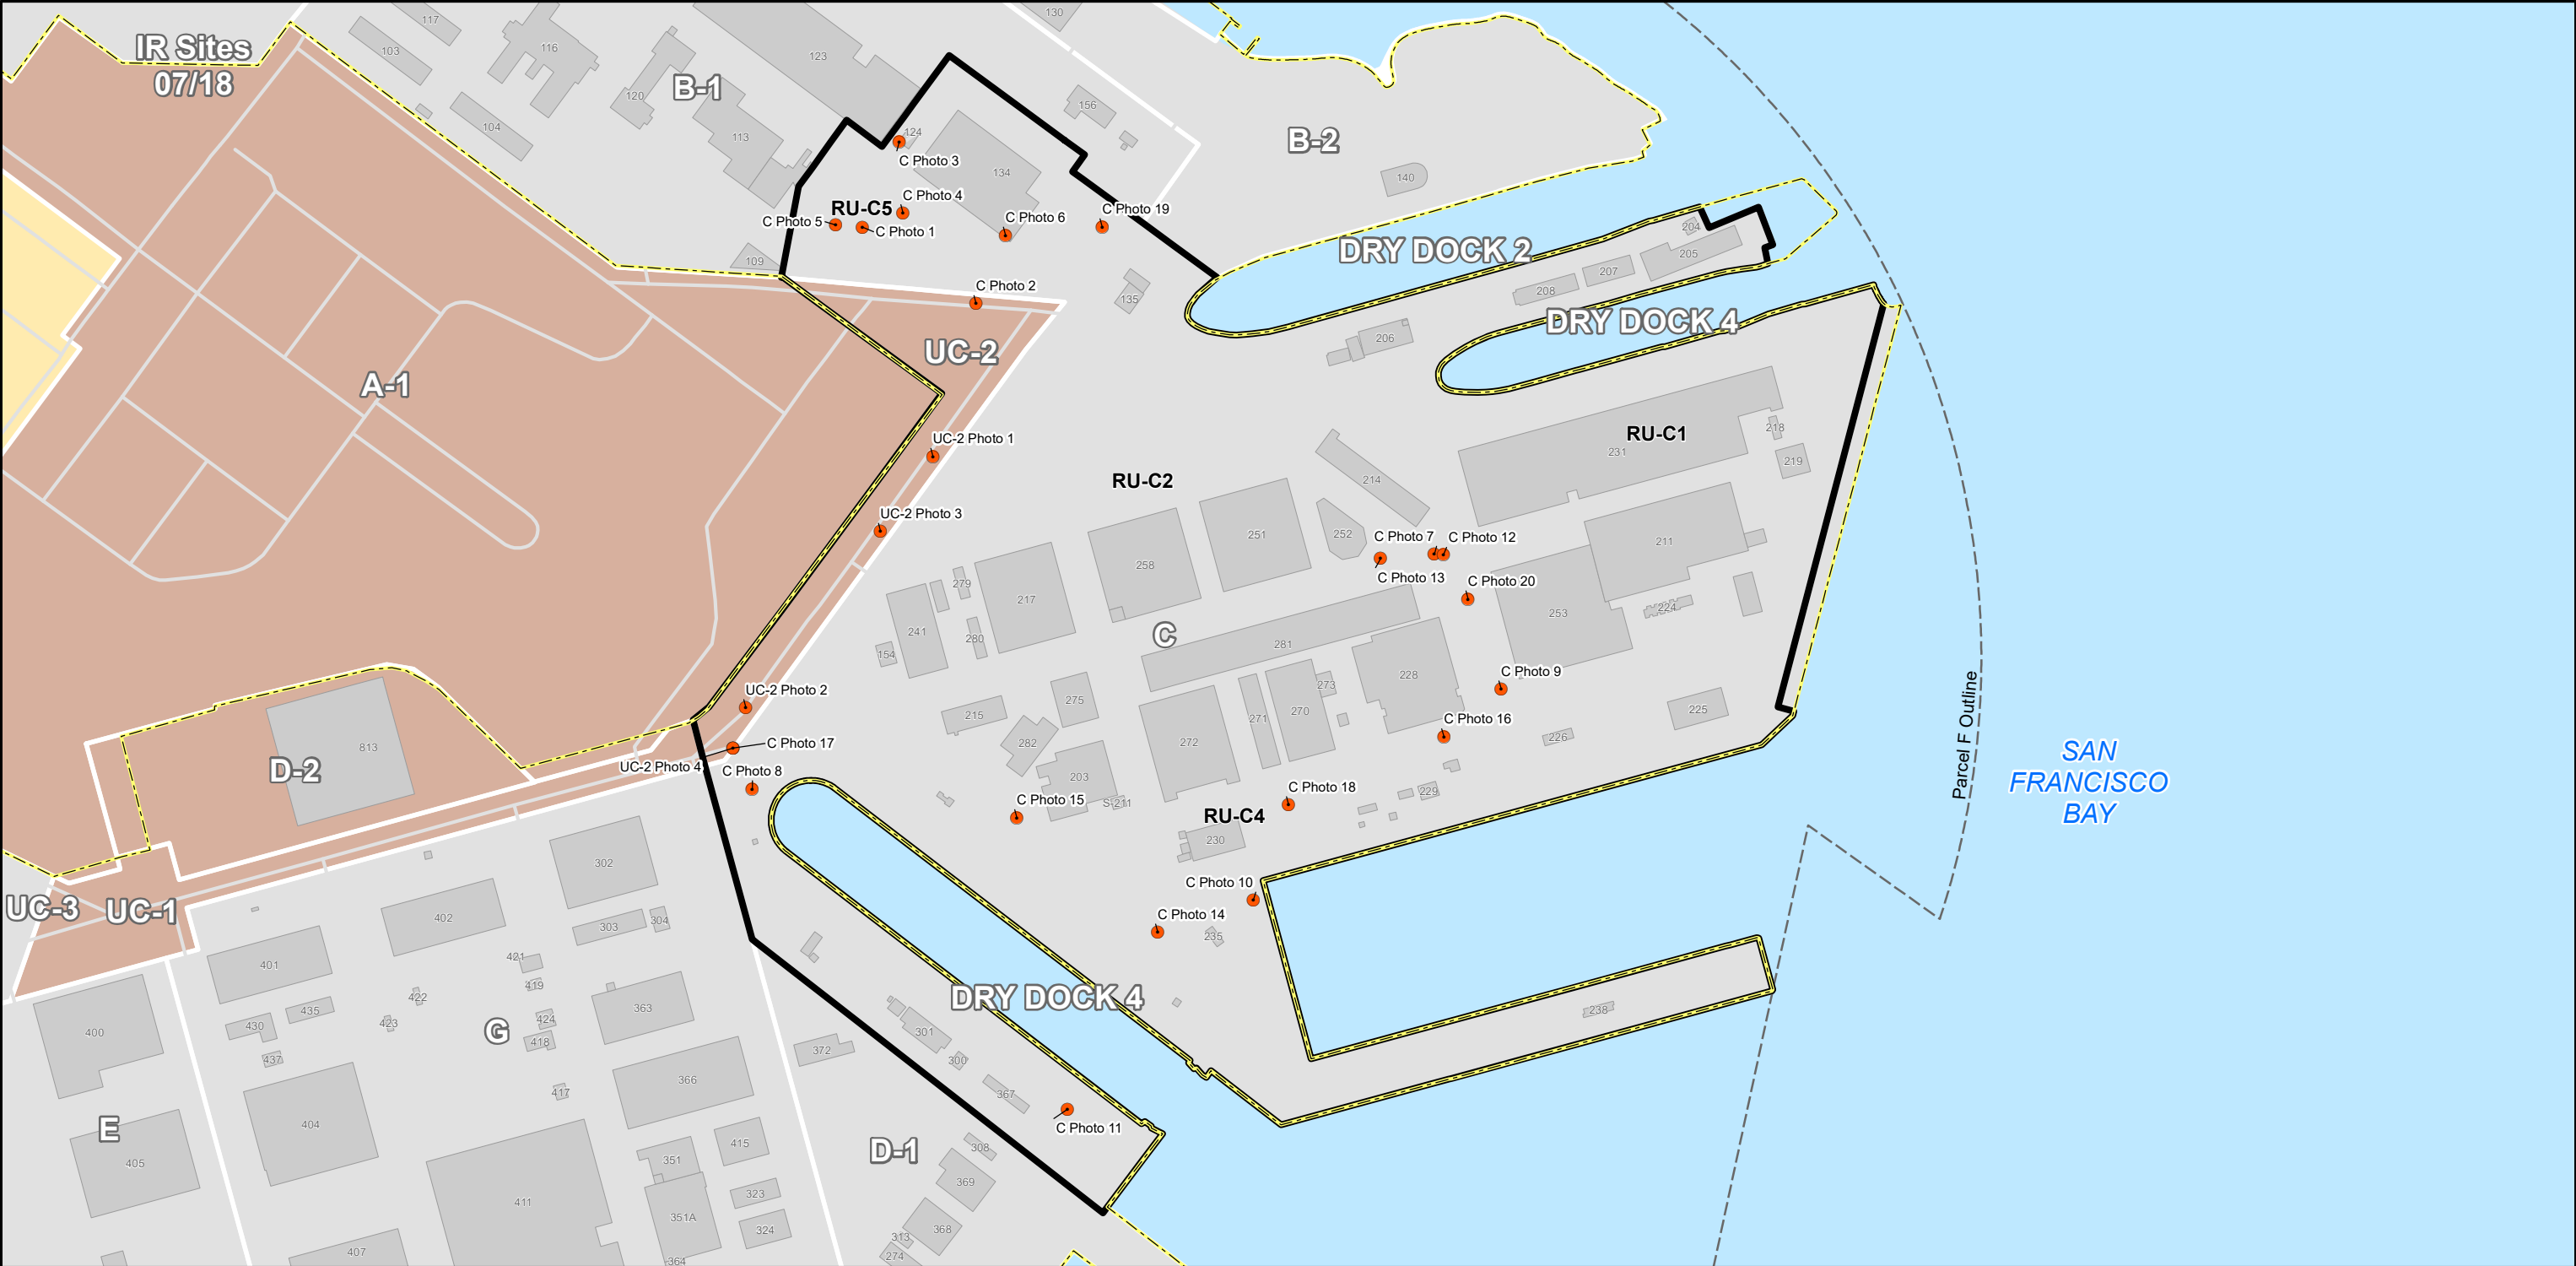 117
130
IR Sites
07/18
103
116
123
B-1
120
104
113
156
124
C Photo 3
134
B-2
140
C Photo 4
RU-C5
C Photo 5
C Photo 1
C Photo 6
C Photo 19
204
205
DRY DOCK 2
109
207
208
C Photo 2
135
DRY DOCK 4
206
UC-2
A-1
RU-C1
218
231
219
UC-2 Photo 1
RU-C2
214
UC-2 Photo 3
251
252
C Photo 7
C Photo 12
211
258
C Photo 13
C Photo 20
279
217
224
253
241
280
C
281
154
C Photo 9
228
273
UC-2 Photo 2
275
215
271
270
225
C Photo 16
226
282
272
C Photo 17
UC-2 Photo 4
C Photo 8
813
D-2
203
C Photo 18
229
C Photo 15
S-211
RU-C4
230
Parcel F Outline
SAN
FRANCISCO
BAY
302
C Photo 10
UC-3
UC-1
402
303
304
C Photo 14
235
401
421
419
DRY DOCK 4
422
435
430
423
424
363
238
400
G
418
301
437
372
300
366
417
367
E
404
C Photo 11
405
415
D-1
308
351
369
323
411
351A
324
368
313
407
364
274